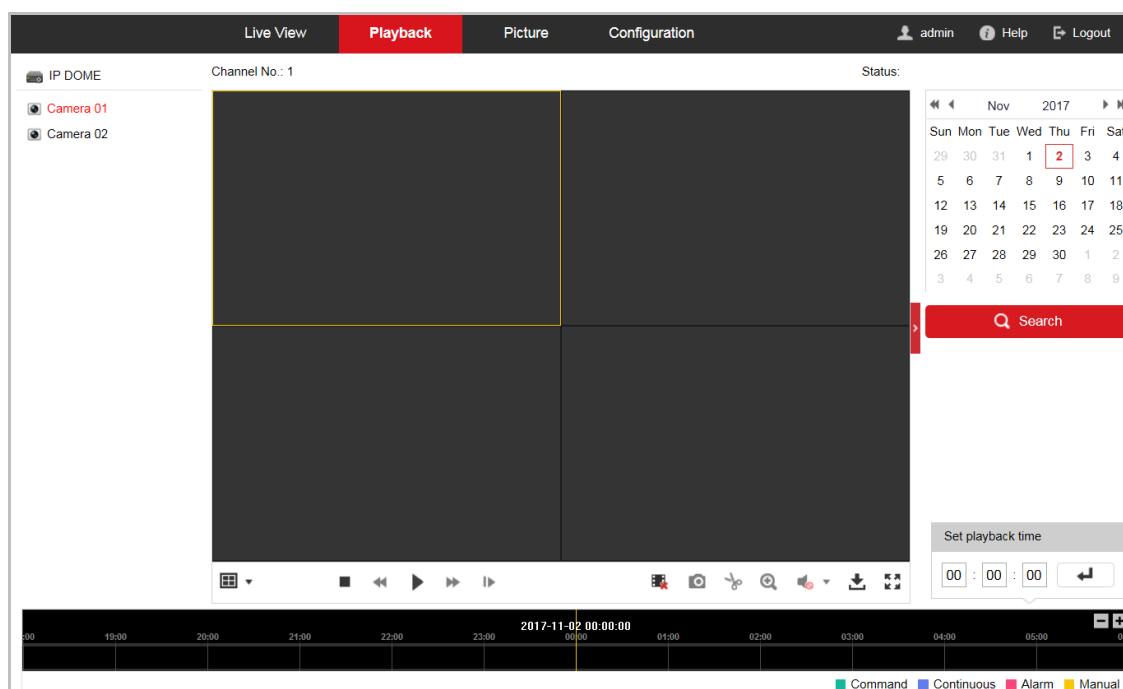 Live View Playback Picture Configuration admin Help Logout
IP DOME
Channel No.: 1 Status:
Camera 01
Camera 02
Nov 2017
Sun Mon Tue Wed Thu Fri Sat
29 30 31 1 2 3 4
5 6 7 8 9 10 11
12 13 14 15 16 17 18
19 20 21 22 23 24 25
26 27 28 29 30 1 2
3 4 5 6 7 8 9
Search
Set playback time
00 : 00 : 00
2017-11-02 00:00:00
:00 19:00 20:00 21:00 22:00 23:00 00:00 01:00 02:00 03:00 04:00 05:00 0
Command Continuous Alarm Manual